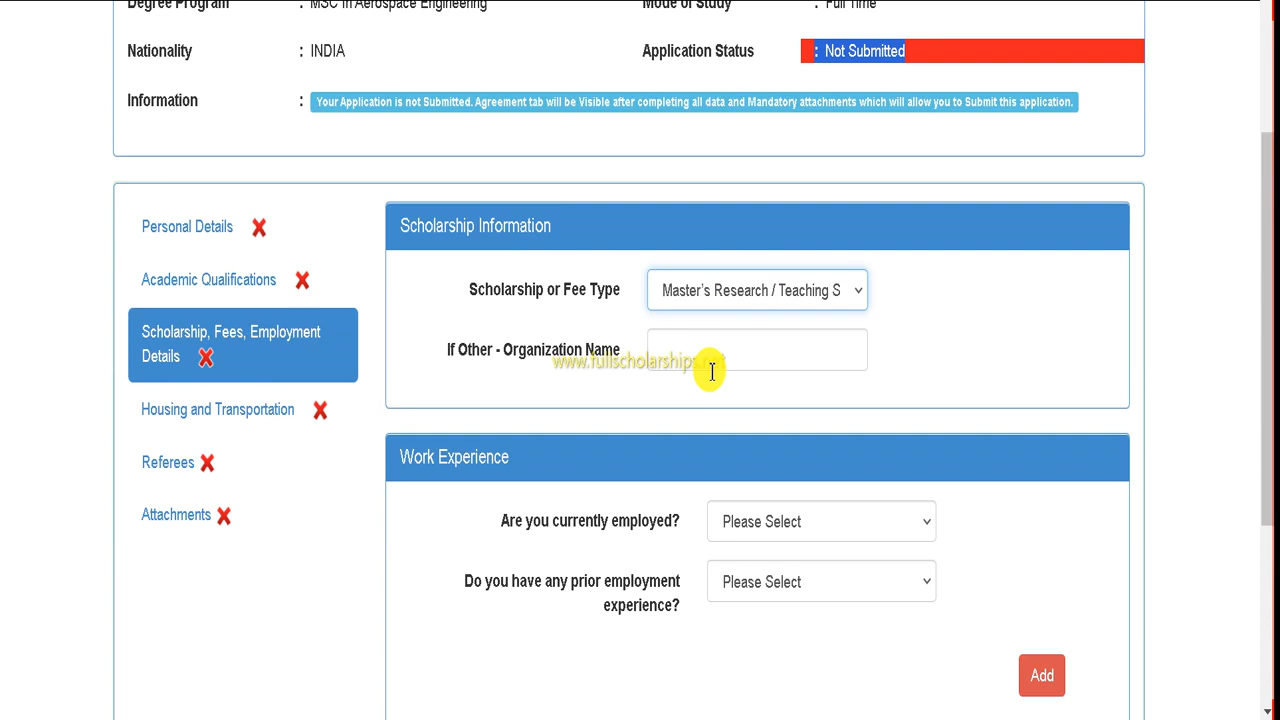 Degree Program : MSC in Aerospace Engineering Mode of Study : Full Time
Nationality : INDIA Application Status : Not Submitted
Information : Your Application is not Submitted. Agreement tab will be Visible after completing all data and Mandatory attachments which will allow you to Submit this application.
Personal Details
Academic Qualifications
Scholarship, Fees, Employment
Details
Housing and Transportation
Referees
Attachments
Scholarship Information
Scholarship or Fee Type Master's Research / Teaching S
If Other - Organization Name
www.fullscholarships.net
Work Experience
Are you currently employed? Please Select
Do you have any prior employment Please Select
experience?
Add